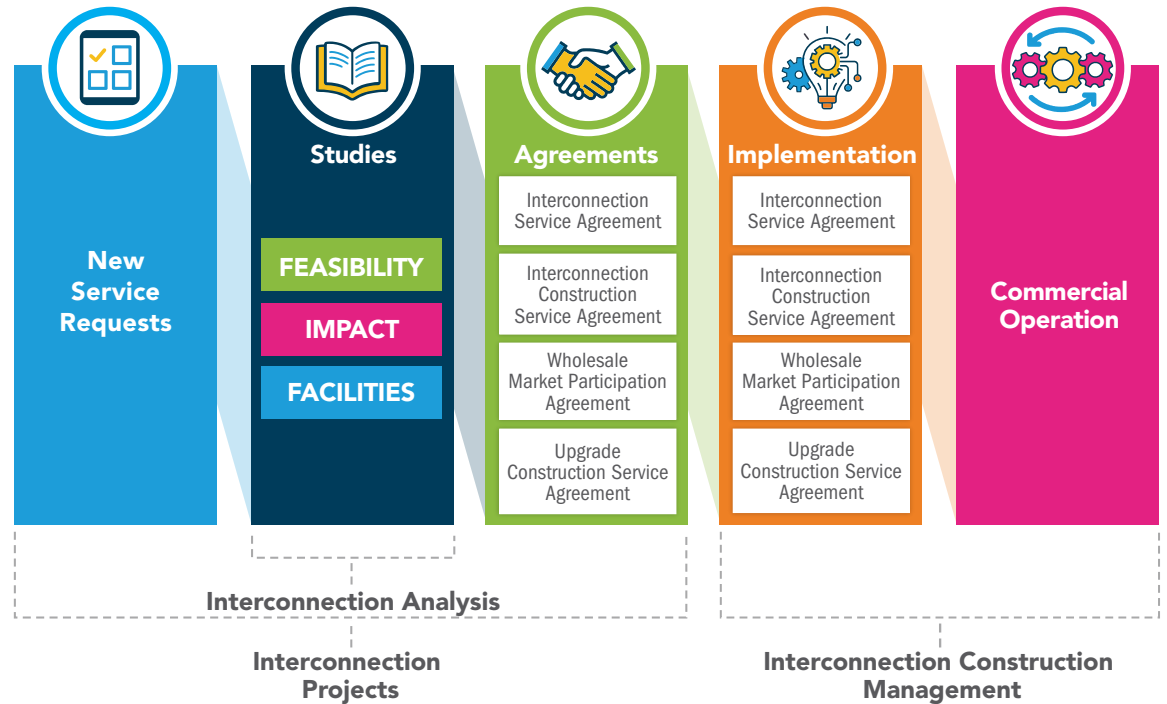 New
Service
Requests
Studies
FEASIBILITY
IMPACT
FACILITIES
Agreements
Interconnection
Service Agreement
Interconnection
Construction
Service Agreement
Wholesale
Market Participation
Agreement
Upgrade
Construction Service
Agreement
Implementation
Interconnection
Service Agreement
Interconnection
Construction
Service Agreement
Wholesale
Market Participation
Agreement
Upgrade
Construction Service
Agreement
Commercial
Operation
Interconnection Analysis
Interconnection
Projects
Interconnection Construction
Management